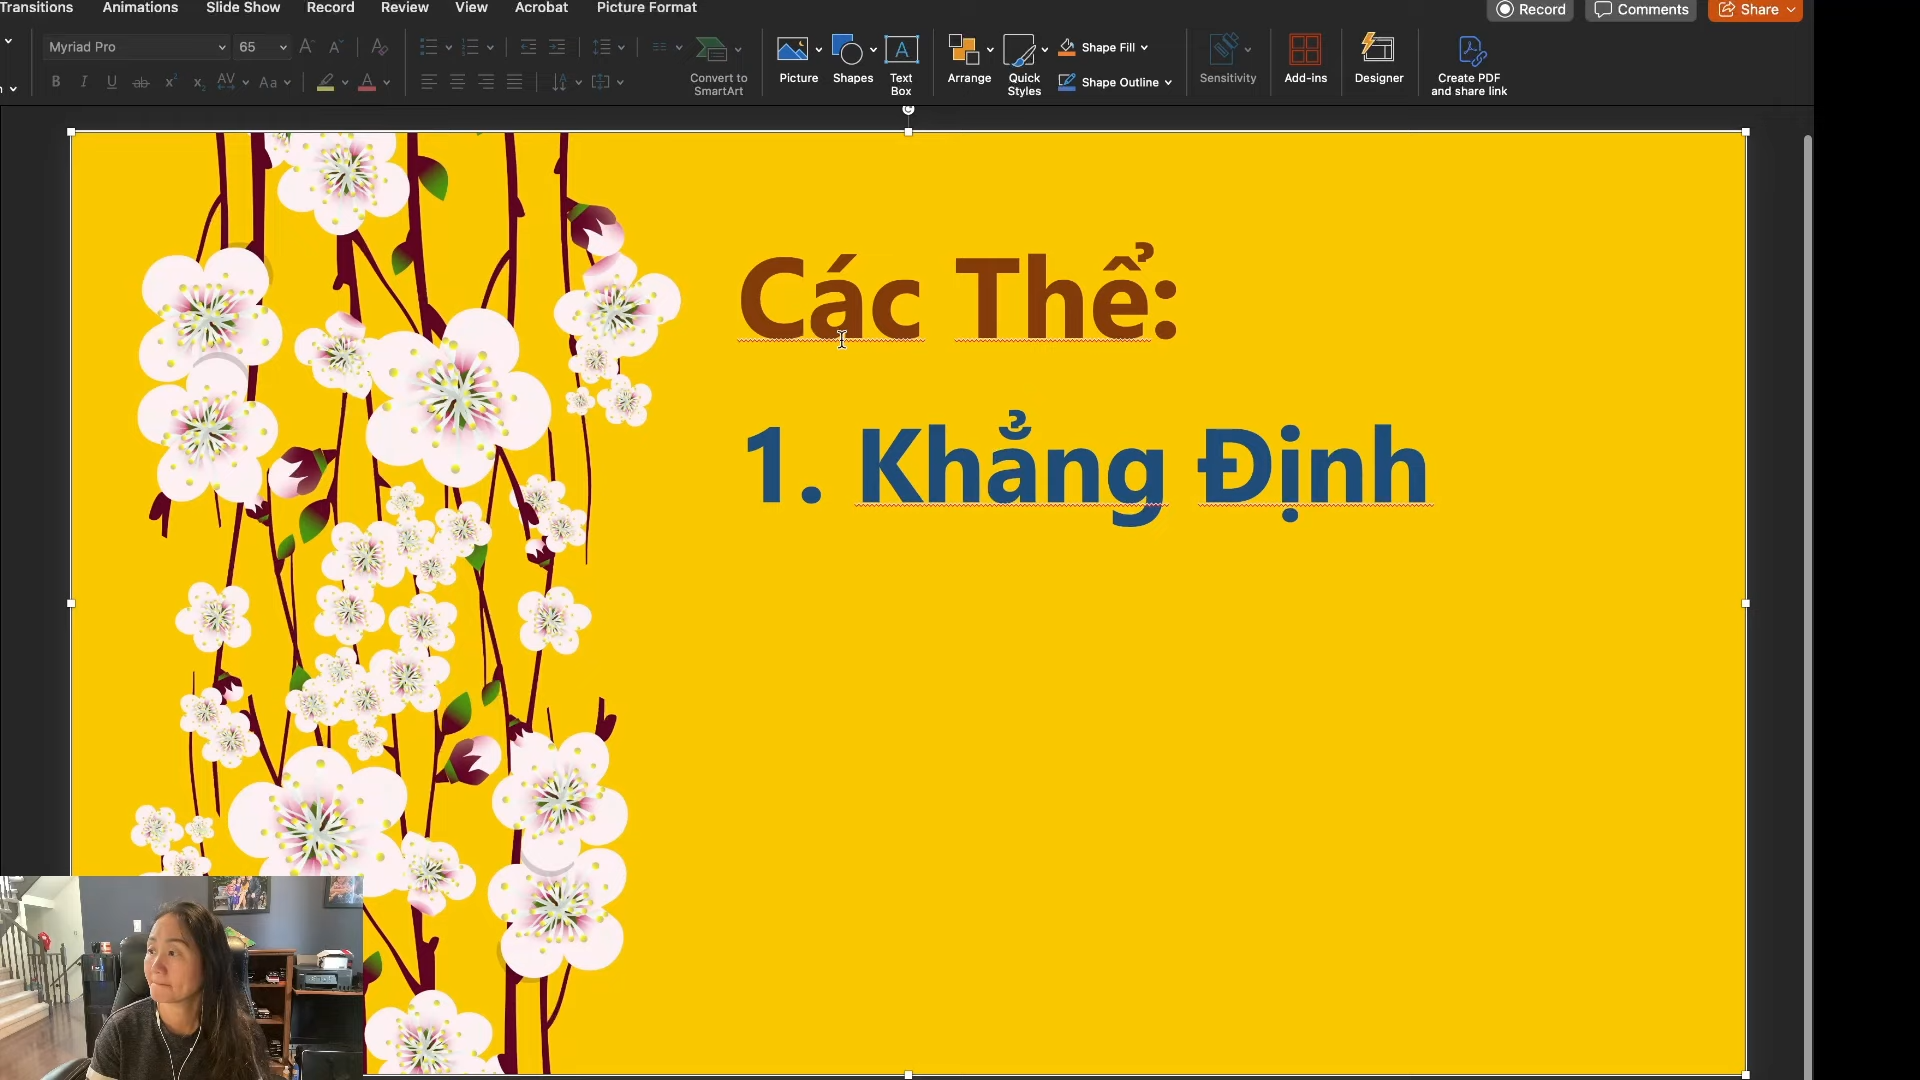 Transitions Animations Slide Show Record Review View Acrobat Picture Format Record Comments Share
Myriad Pro 65
Convert to SmartArt
Picture Shapes Text Box
Arrange Quick Styles
Shape Fill
Shape Outline
Sensitivity Add-ins Designer
Create PDF and share link
Các Thể:
1. Khẳng Định